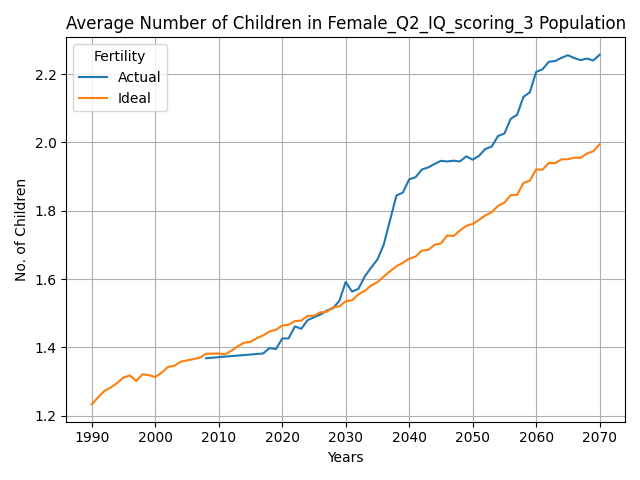 Average Number of Children in Female_Q2_IQ_scoring_3 Population
Fertility
Actual
Ideal
No. of Children
2.2
2.0
1.8
1.6
1.4
1.2
1990 2000 2010 2020 2030 2040 2050 2060 2070
Years